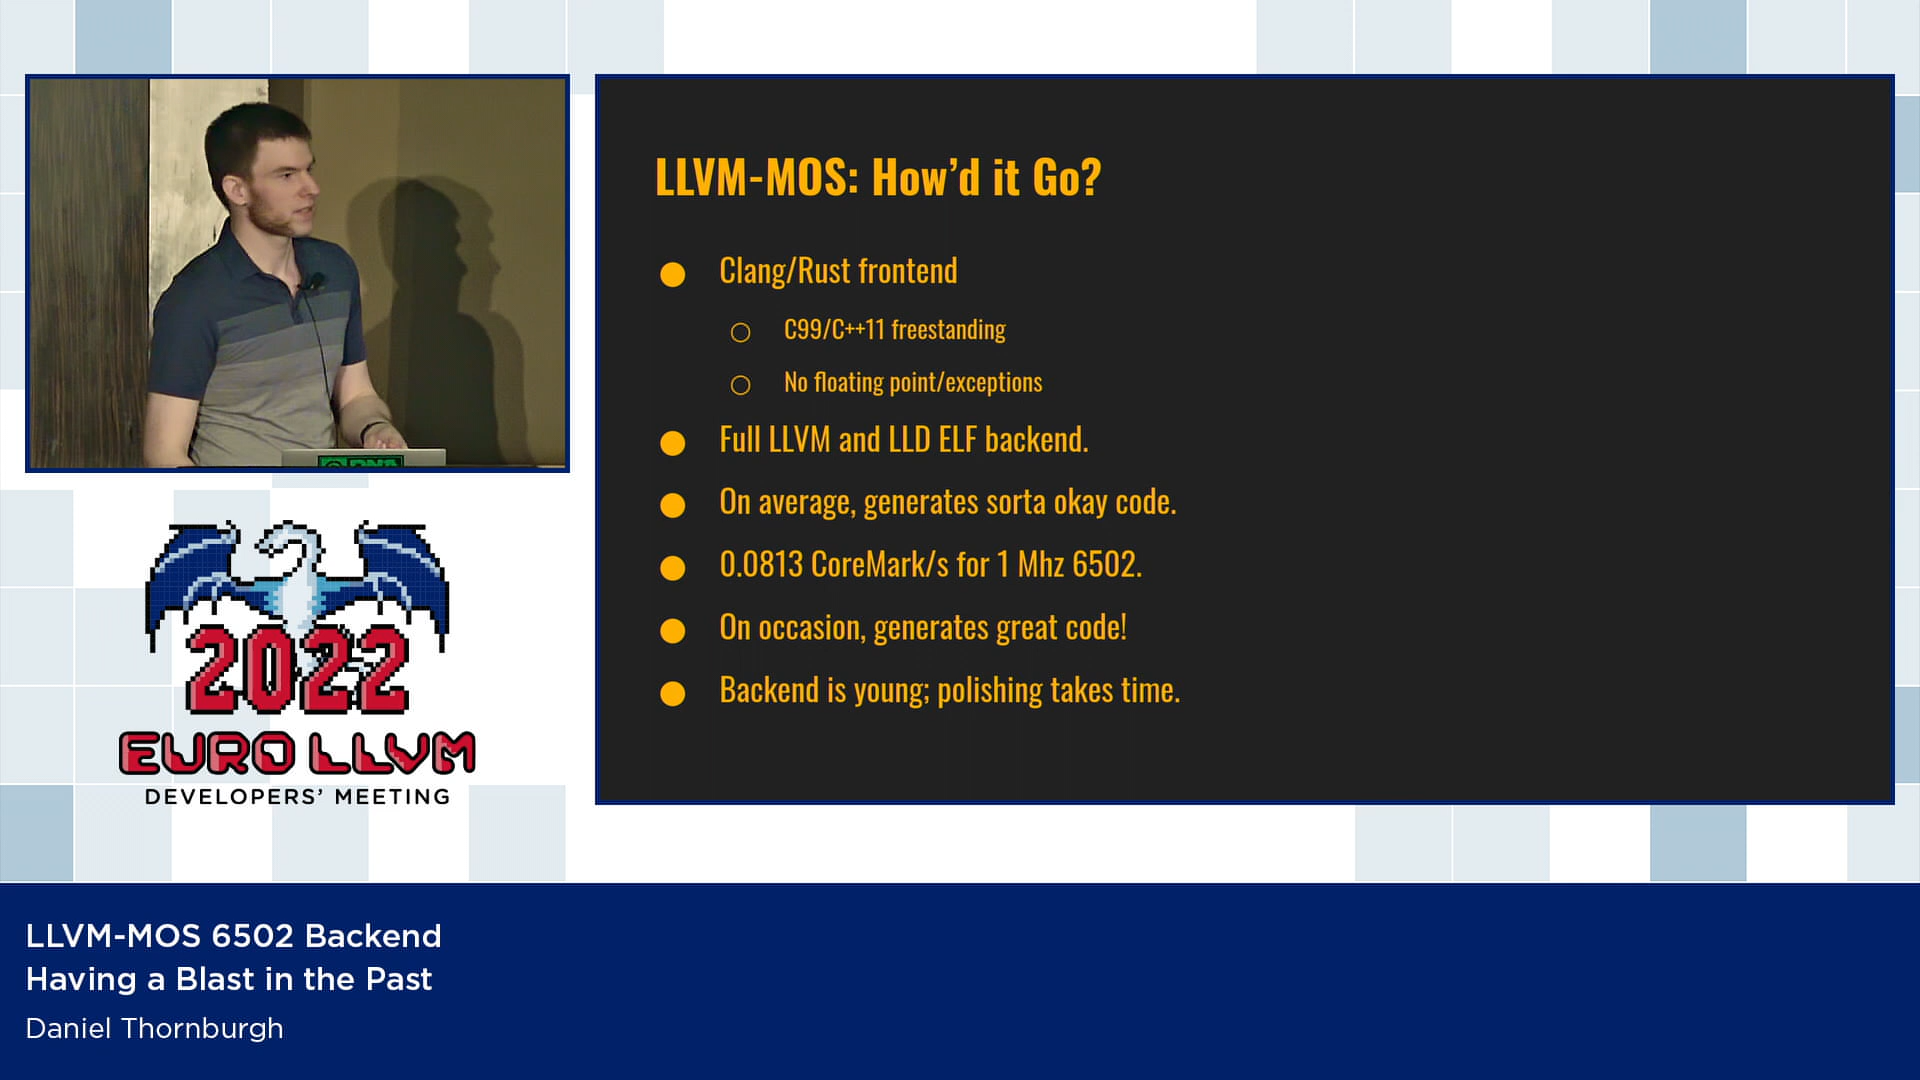 LLVM-MOS: How'd it Go?
Clang/Rust frontend
C99/C++11 freestanding
No floating point/exceptions
Full LLVM and LLD ELF backend.
On average, generates sorta okay code.
0.0813 CoreMark/s for 1 Mhz 6502.
On occasion, generates great code!
Backend is young; polishing takes time.
2022
EURO LLVM
DEVELOPERS' MEETING
LLVM-MOS 6502 Backend
Having a Blast in the Past
Daniel Thornburgh